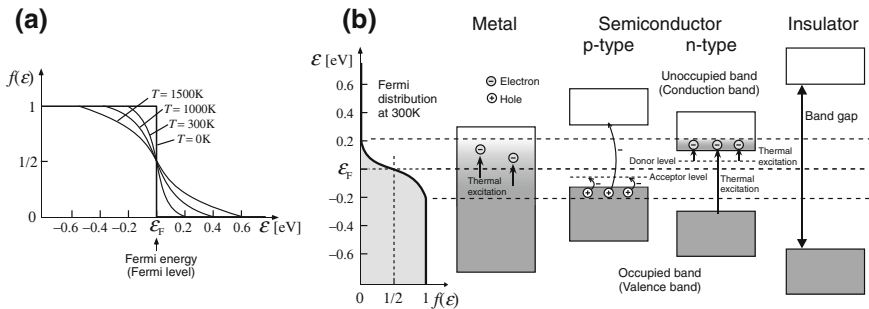 (a)
f(ε)
T = 1500K
T = 1000K
T = 300K
T = 0K
1
1/2
0
−0.6 −0.4 −0.2 εF 0.2 0.4 0.6 ε [eV]
Fermi energy
(Fermi level)
(b)
Metal
Semiconductor
p-type
n-type
Insulator
ε [eV]
Fermi
distribution
at 300K
0.6
0.4
0.2
εF
−0.2
−0.4
−0.6
0 1/2 1 f(ε)
− Electron
+ Hole
Thermal
excitation
Unoccupied band
(Conduction band)
Donor level
Acceptor level
Thermal
excitation
Thermal
excitation
Band gap
Occupied band
(Valence band)